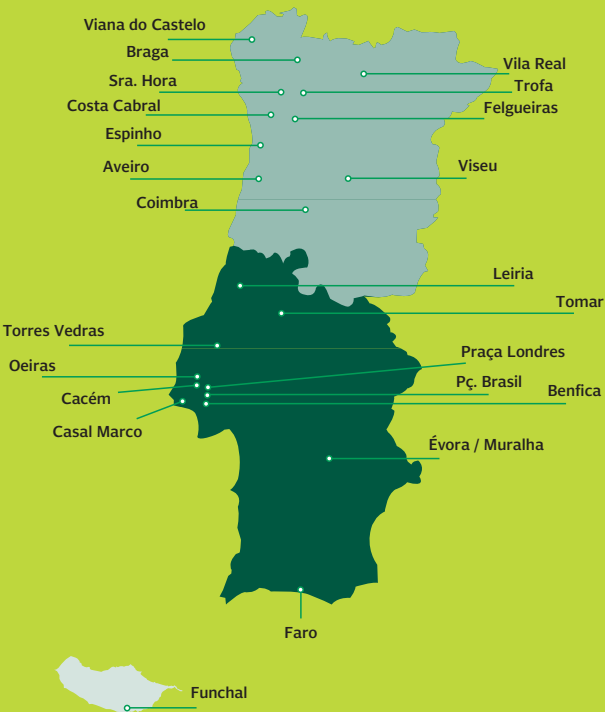 Viana do Castelo
Braga
Vila Real
Sra. Hora
Trofa
Costa Cabral
Felgueiras
Espinho
Aveiro
Viseu
Coimbra
Leiria
Tomar
Torres Vedras
Praça Londres
Oeiras
Pç. Brasil
Benfica
Cacém
Casal Marco
Évora / Muralha
Faro
Funchal